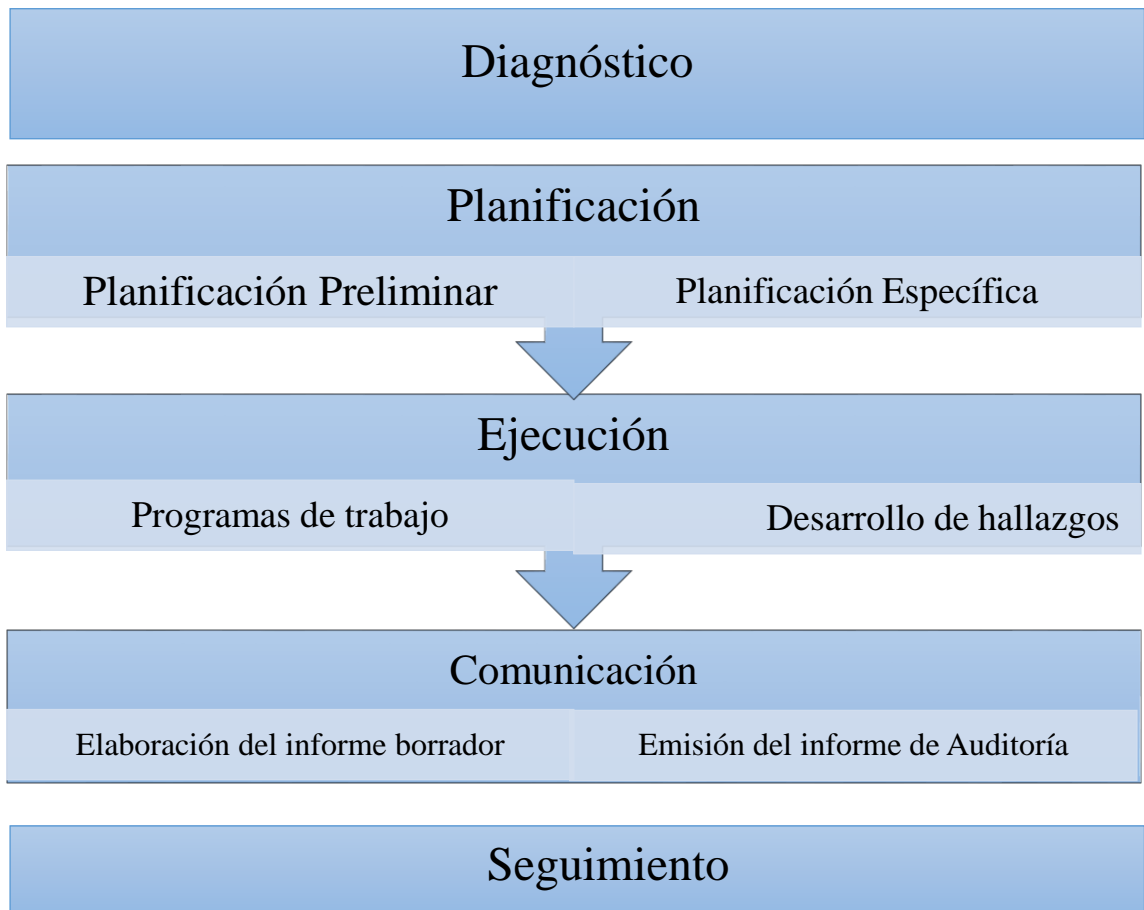 Diagnóstico
Planificación
Planificación Preliminar
Planificación Específica
Ejecución
Programas de trabajo
Desarrollo de hallazgos
Comunicación
Elaboración del informe borrador
Emisión del informe de Auditoría
Seguimiento